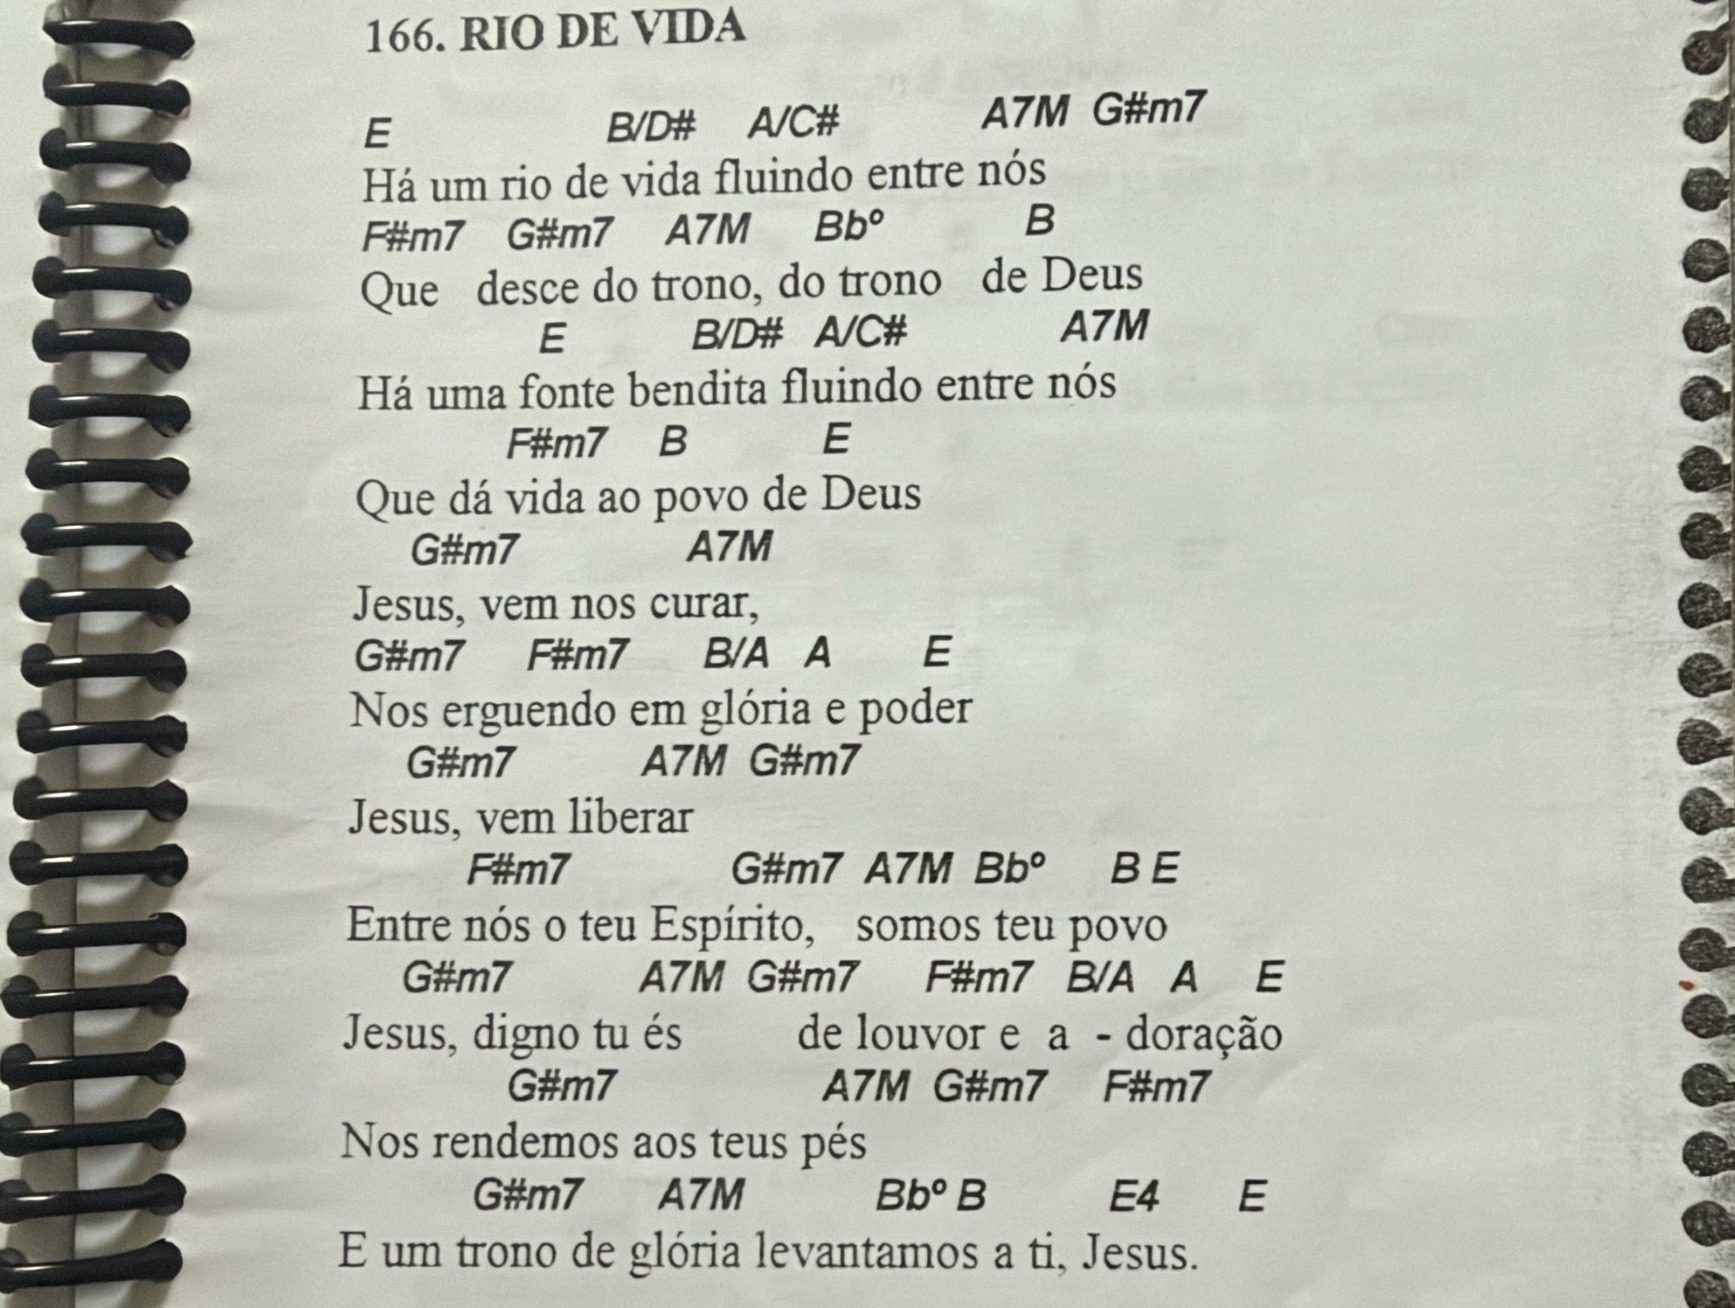 166. RIO DE VIDA
E B/D# A/C# A7M G#m7
Há um rio de vida fluindo entre nós
F#m7 G#m7 A7M Bbº B
Que desce do trono, do trono de Deus
E B/D# A/C# A7M
Há uma fonte bendita fluindo entre nós
F#m7 B E
Que dá vida ao povo de Deus
G#m7 A7M
Jesus, vem nos curar,
G#m7 F#m7 B/A A E
Nos erguendo em glória e poder
G#m7 A7M G#m7
Jesus, vem liberar
F#m7 G#m7 A7M Bbº B E
Entre nós o teu Espírito, somos teu povo
G#m7 A7M G#m7 F#m7 B/A A E
Jesus, digno tu és de louvor e a - doração
G#m7 A7M G#m7 F#m7
Nos rendemos aos teus pés
G#m7 A7M Bbº B E4 E
E um trono de glória levantamos a ti, Jesus.